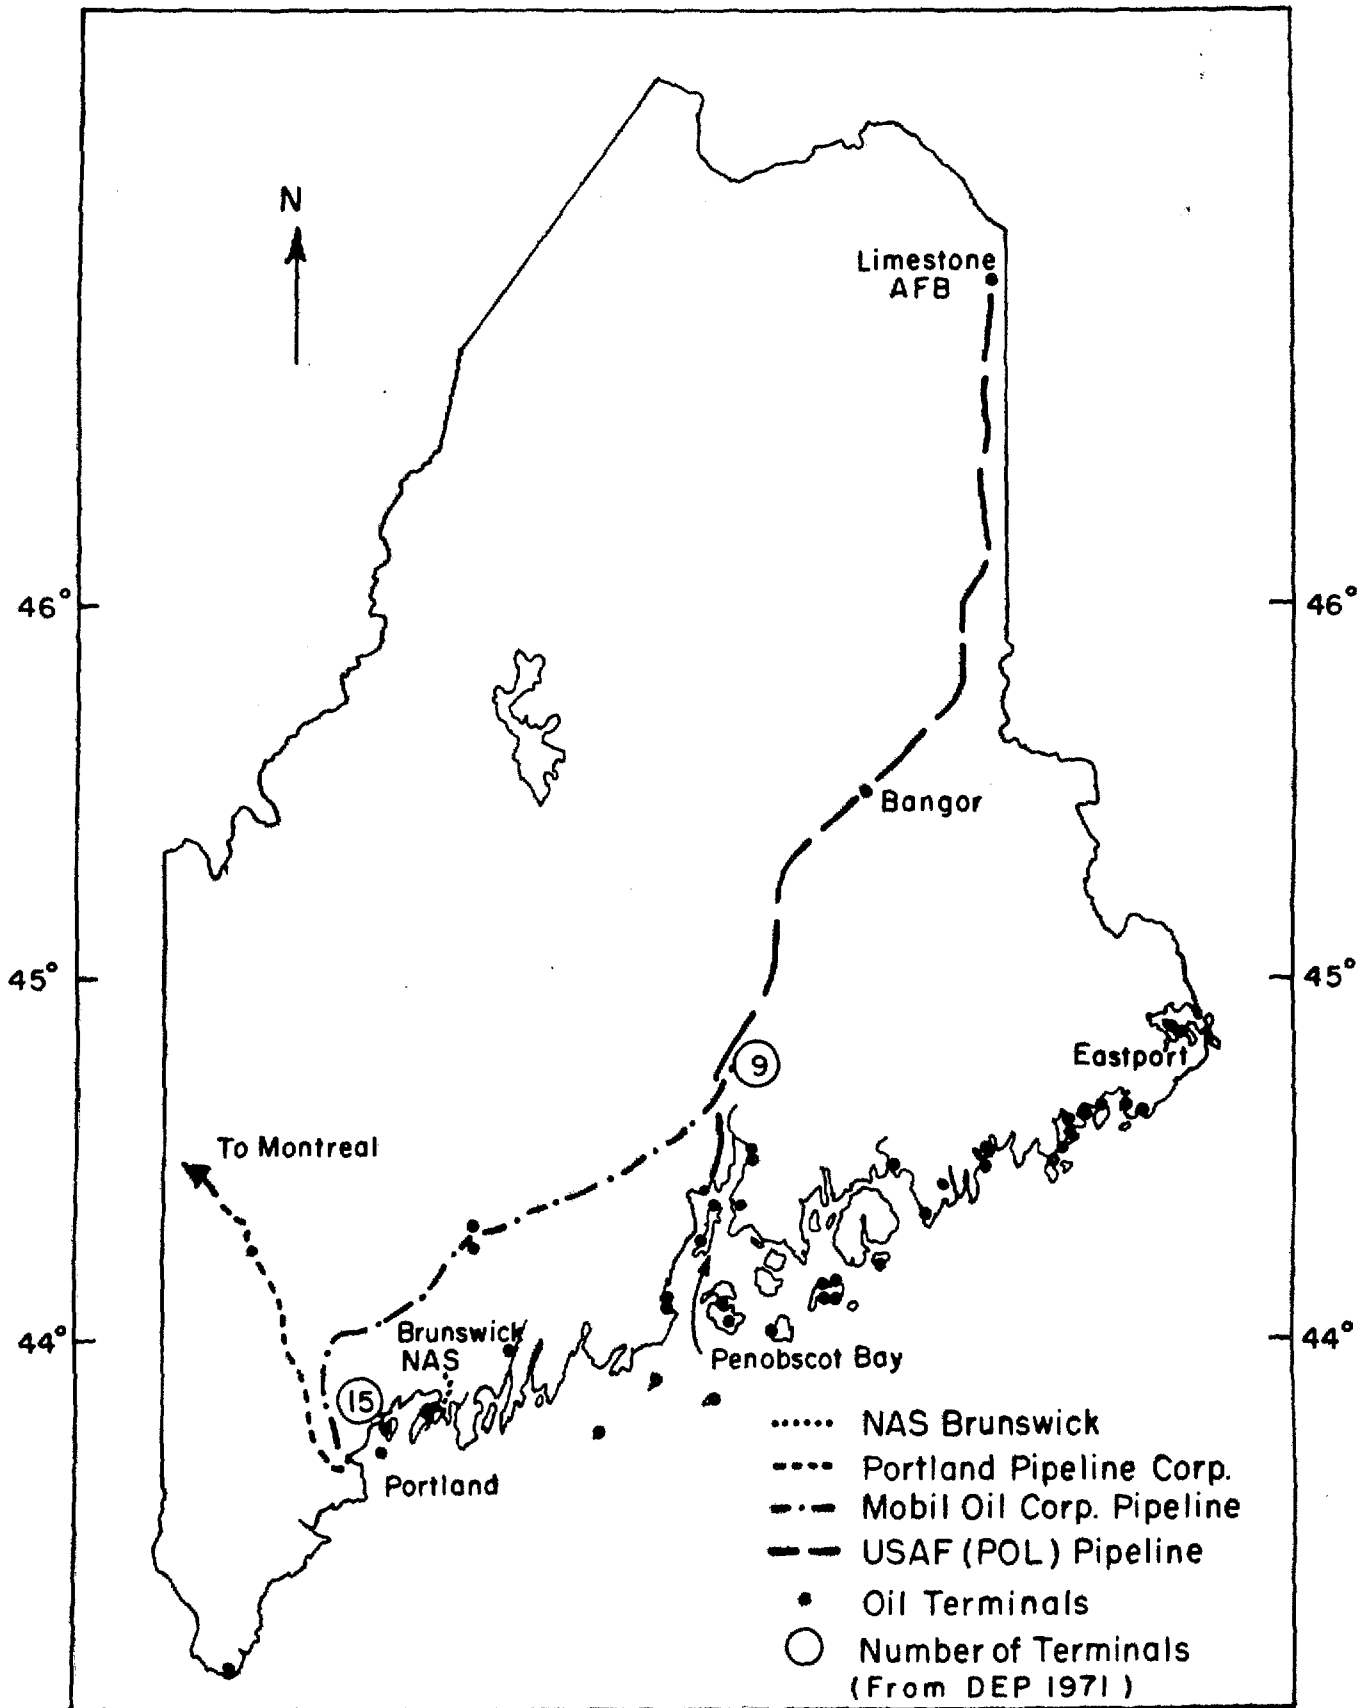 N
Limestone
AFB
46°
46°
Bangor
45°
45°
9
Eastport
To Montreal
44°
44°
Brunswick
NAS
Penobscot Bay
15
Portland
NAS Brunswick
Portland Pipeline Corp.
Mobil Oil Corp. Pipeline
USAF (POL) Pipeline
Oil Terminals
Number of Terminals
(From DEP 1971)